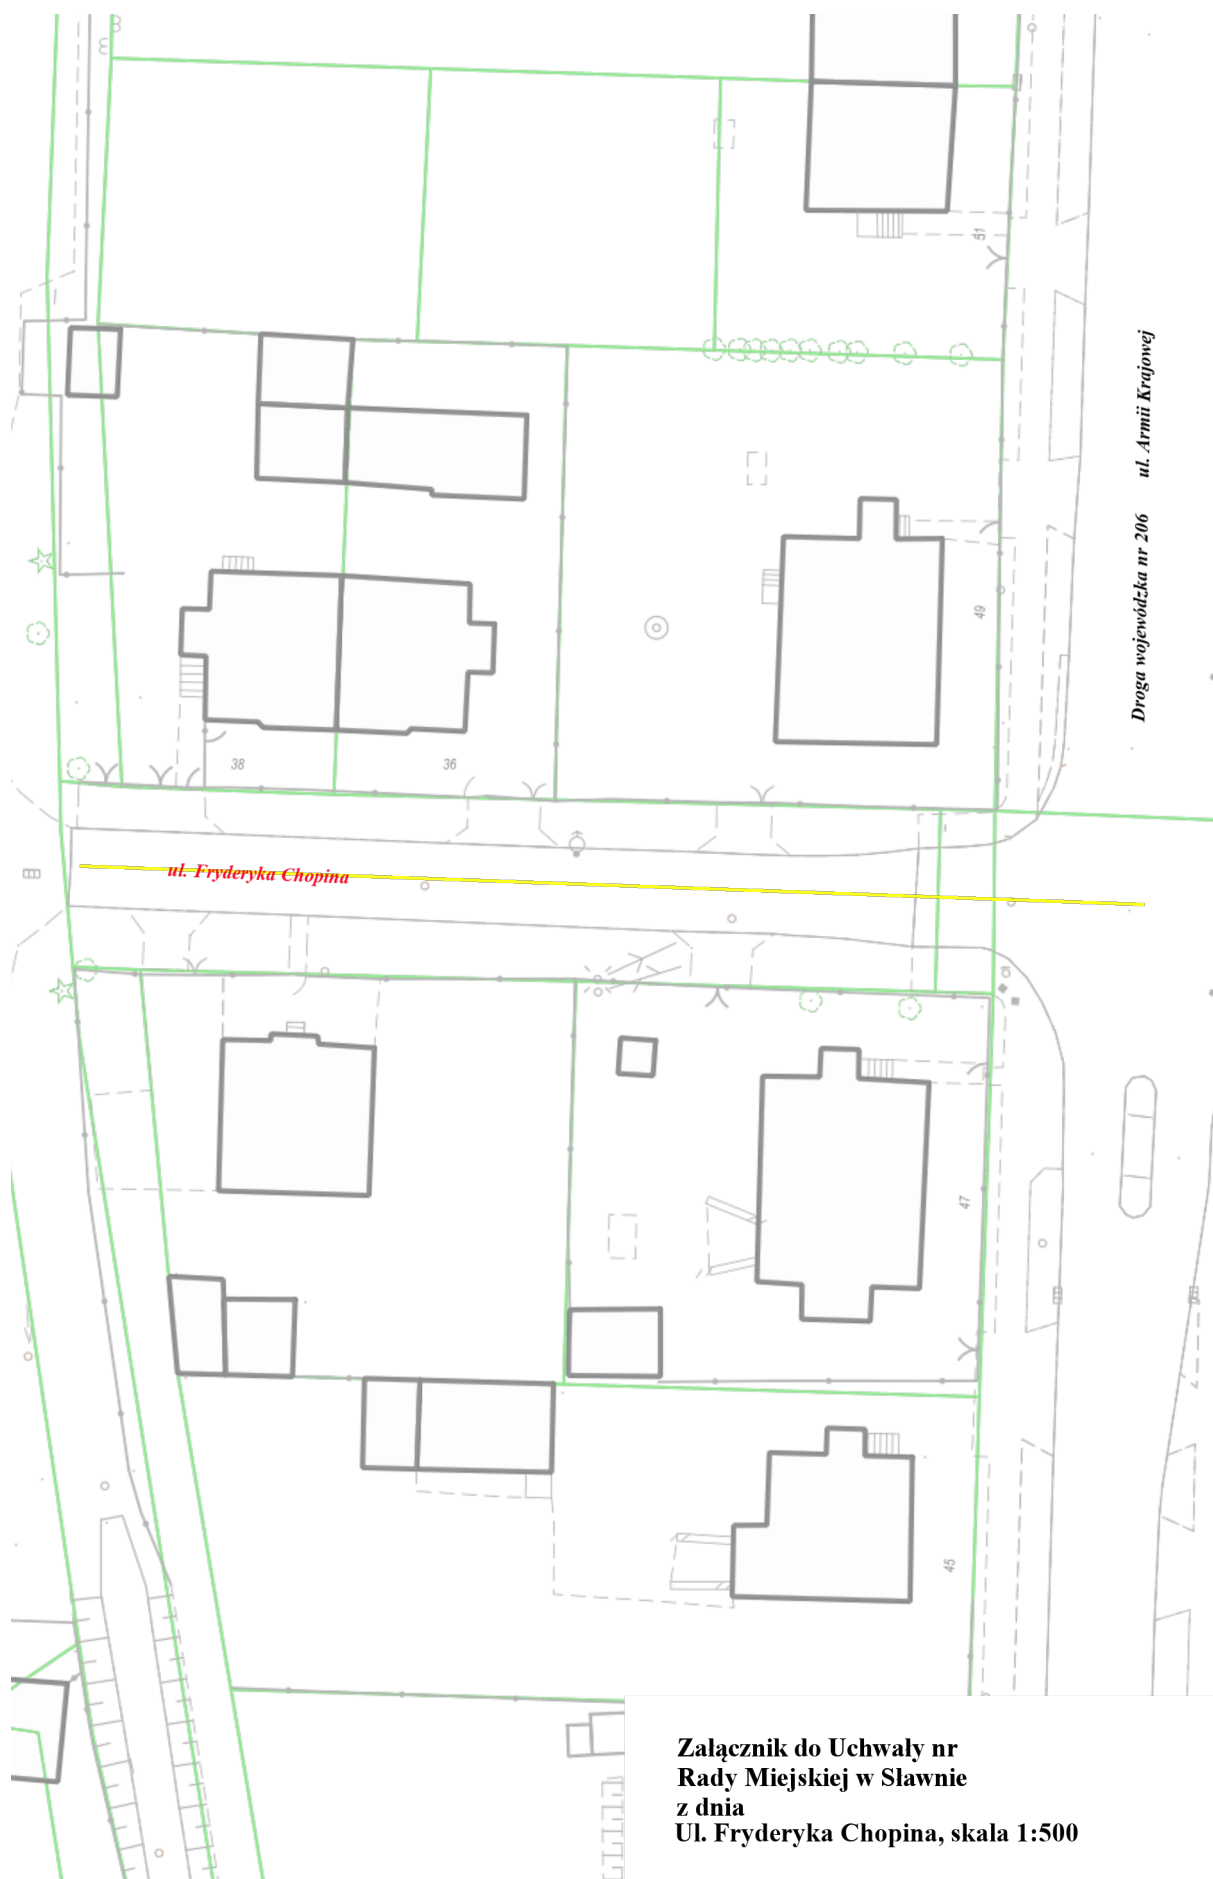 51
ul. Armii Krajowej
Droga wojewódzka nr 206
49
38
36
ul. Fryderyka Chopina
47
45
Załącznik do Uchwały nr
Rady Miejskiej w Sławnie
z dnia
Ul. Fryderyka Chopina, skala 1:500